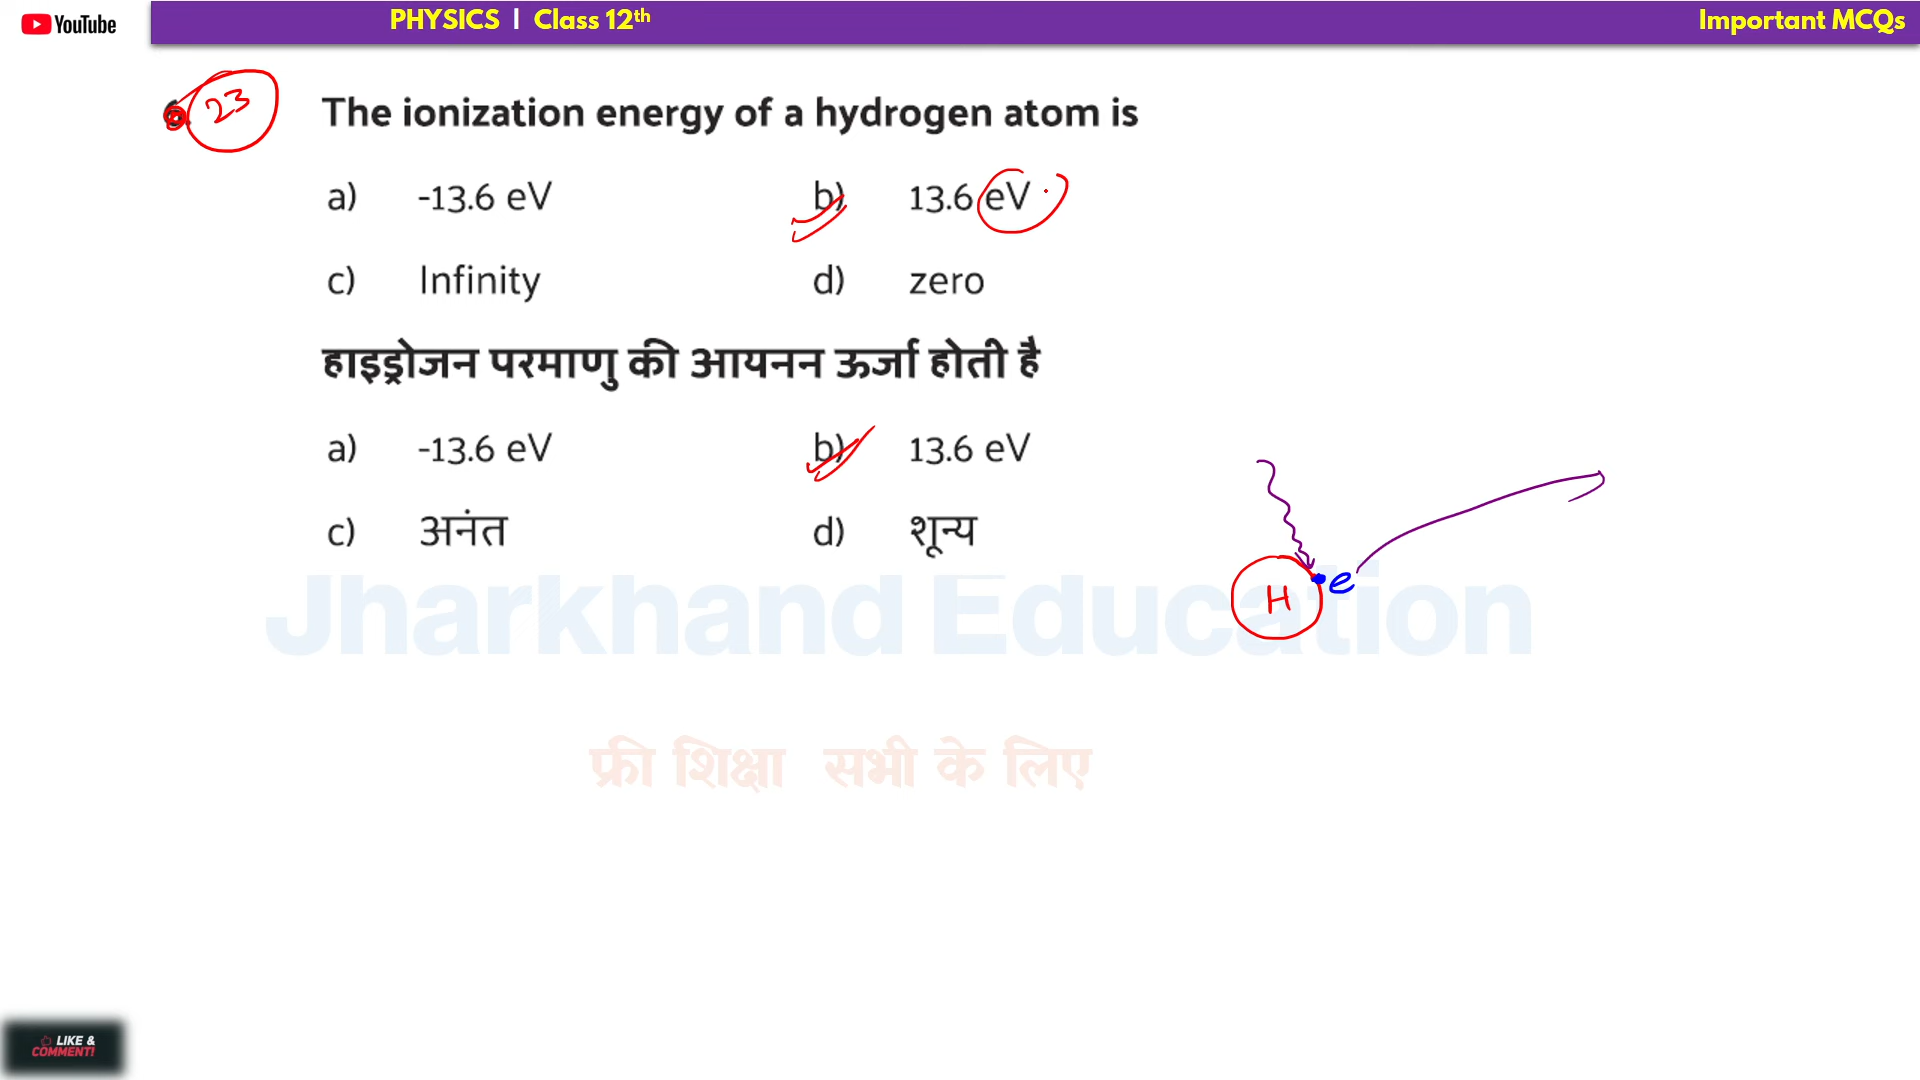 YouTube
PHYSICS | Class 12th
Important MCQs
23
The ionization energy of a hydrogen atom is
a) -13.6 eV b) 13.6 eV
c) Infinity d) zero
हाइड्रोजन परमाणु की आयनन ऊर्जा होती है
a) -13.6 eV b) 13.6 eV
c) अनंत d) शून्य
e
H
Jharkhand Education
फ्री शिक्षा सभी के लिए
LIKE &
COMMENT!